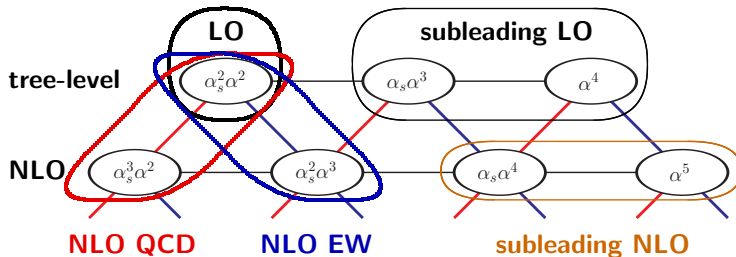 LO subleading LO
tree-level α_s^2α^2 α_sα^3 α^4
NLO α_s^3α^2 α_s^2α^3 α_sα^4 α^5
NLO QCD NLO EW subleading NLO